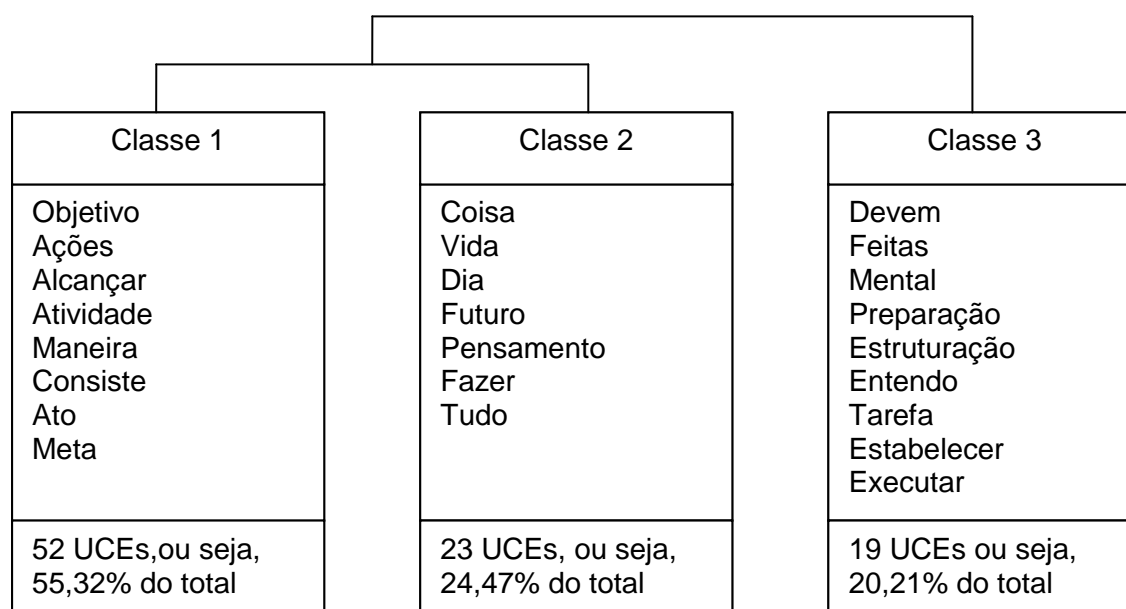 Classe 1
Objetivo
Ações
Alcançar
Atividade
Maneira
Consiste
Ato
Meta
52 UCEs,ou seja,
55,32% do total
Classe 2
Coisa
Vida
Dia
Futuro
Pensamento
Fazer
Tudo
23 UCEs, ou seja,
24,47% do total
Classe 3
Devem
Feitas
Mental
Preparação
Estruturação
Entendo
Tarefa
Estabelecer
Executar
19 UCEs ou seja,
20,21% do total